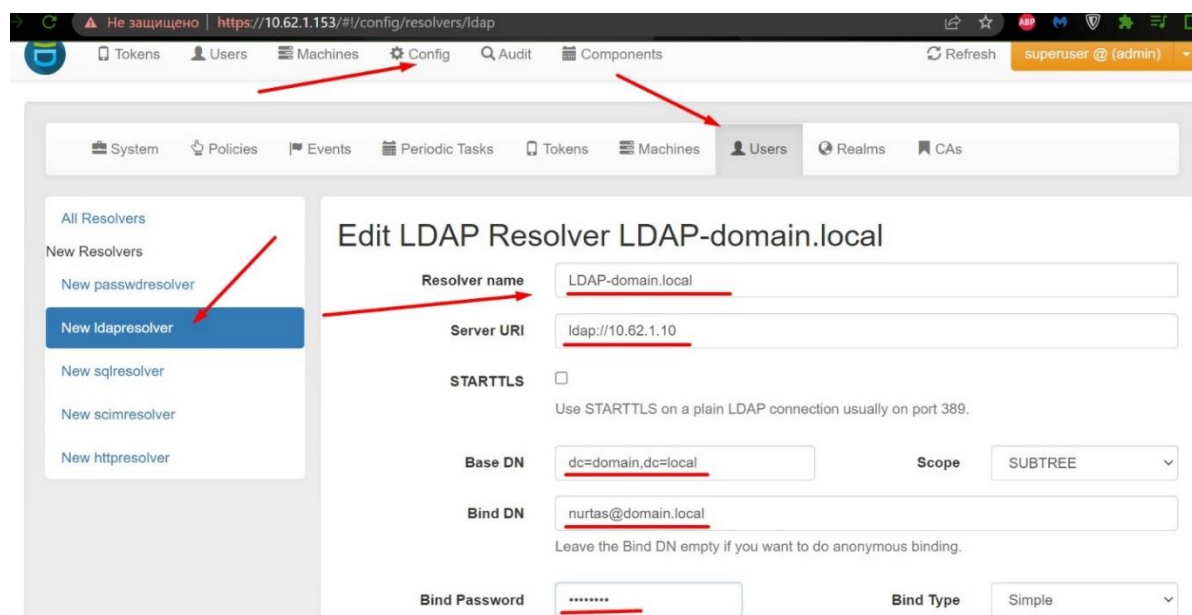 Не защищено | https://10.62.1.153/#!/config/resolvers/ldap
ABP
Tokens Users Machines Config Audit Components Refresh superuser @ (admin)
System Policies Events Periodic Tasks Tokens Machines Users Realms CAs
All Resolvers
New Resolvers
New passwdresolver
New ldapresolver
New sqlresolver
New scimresolver
New httpresolver
Edit LDAP Resolver LDAP-domain.local
Resolver name LDAP-domain.local
Server URI ldap://10.62.1.10
STARTTLS
Use STARTTLS on a plain LDAP connection usually on port 389.
Base DN dc=domain,dc=local Scope SUBTREE
Bind DN nurtas@domain.local
Leave the Bind DN empty if you want to do anonymous binding.
Bind Password •••••••• Bind Type Simple